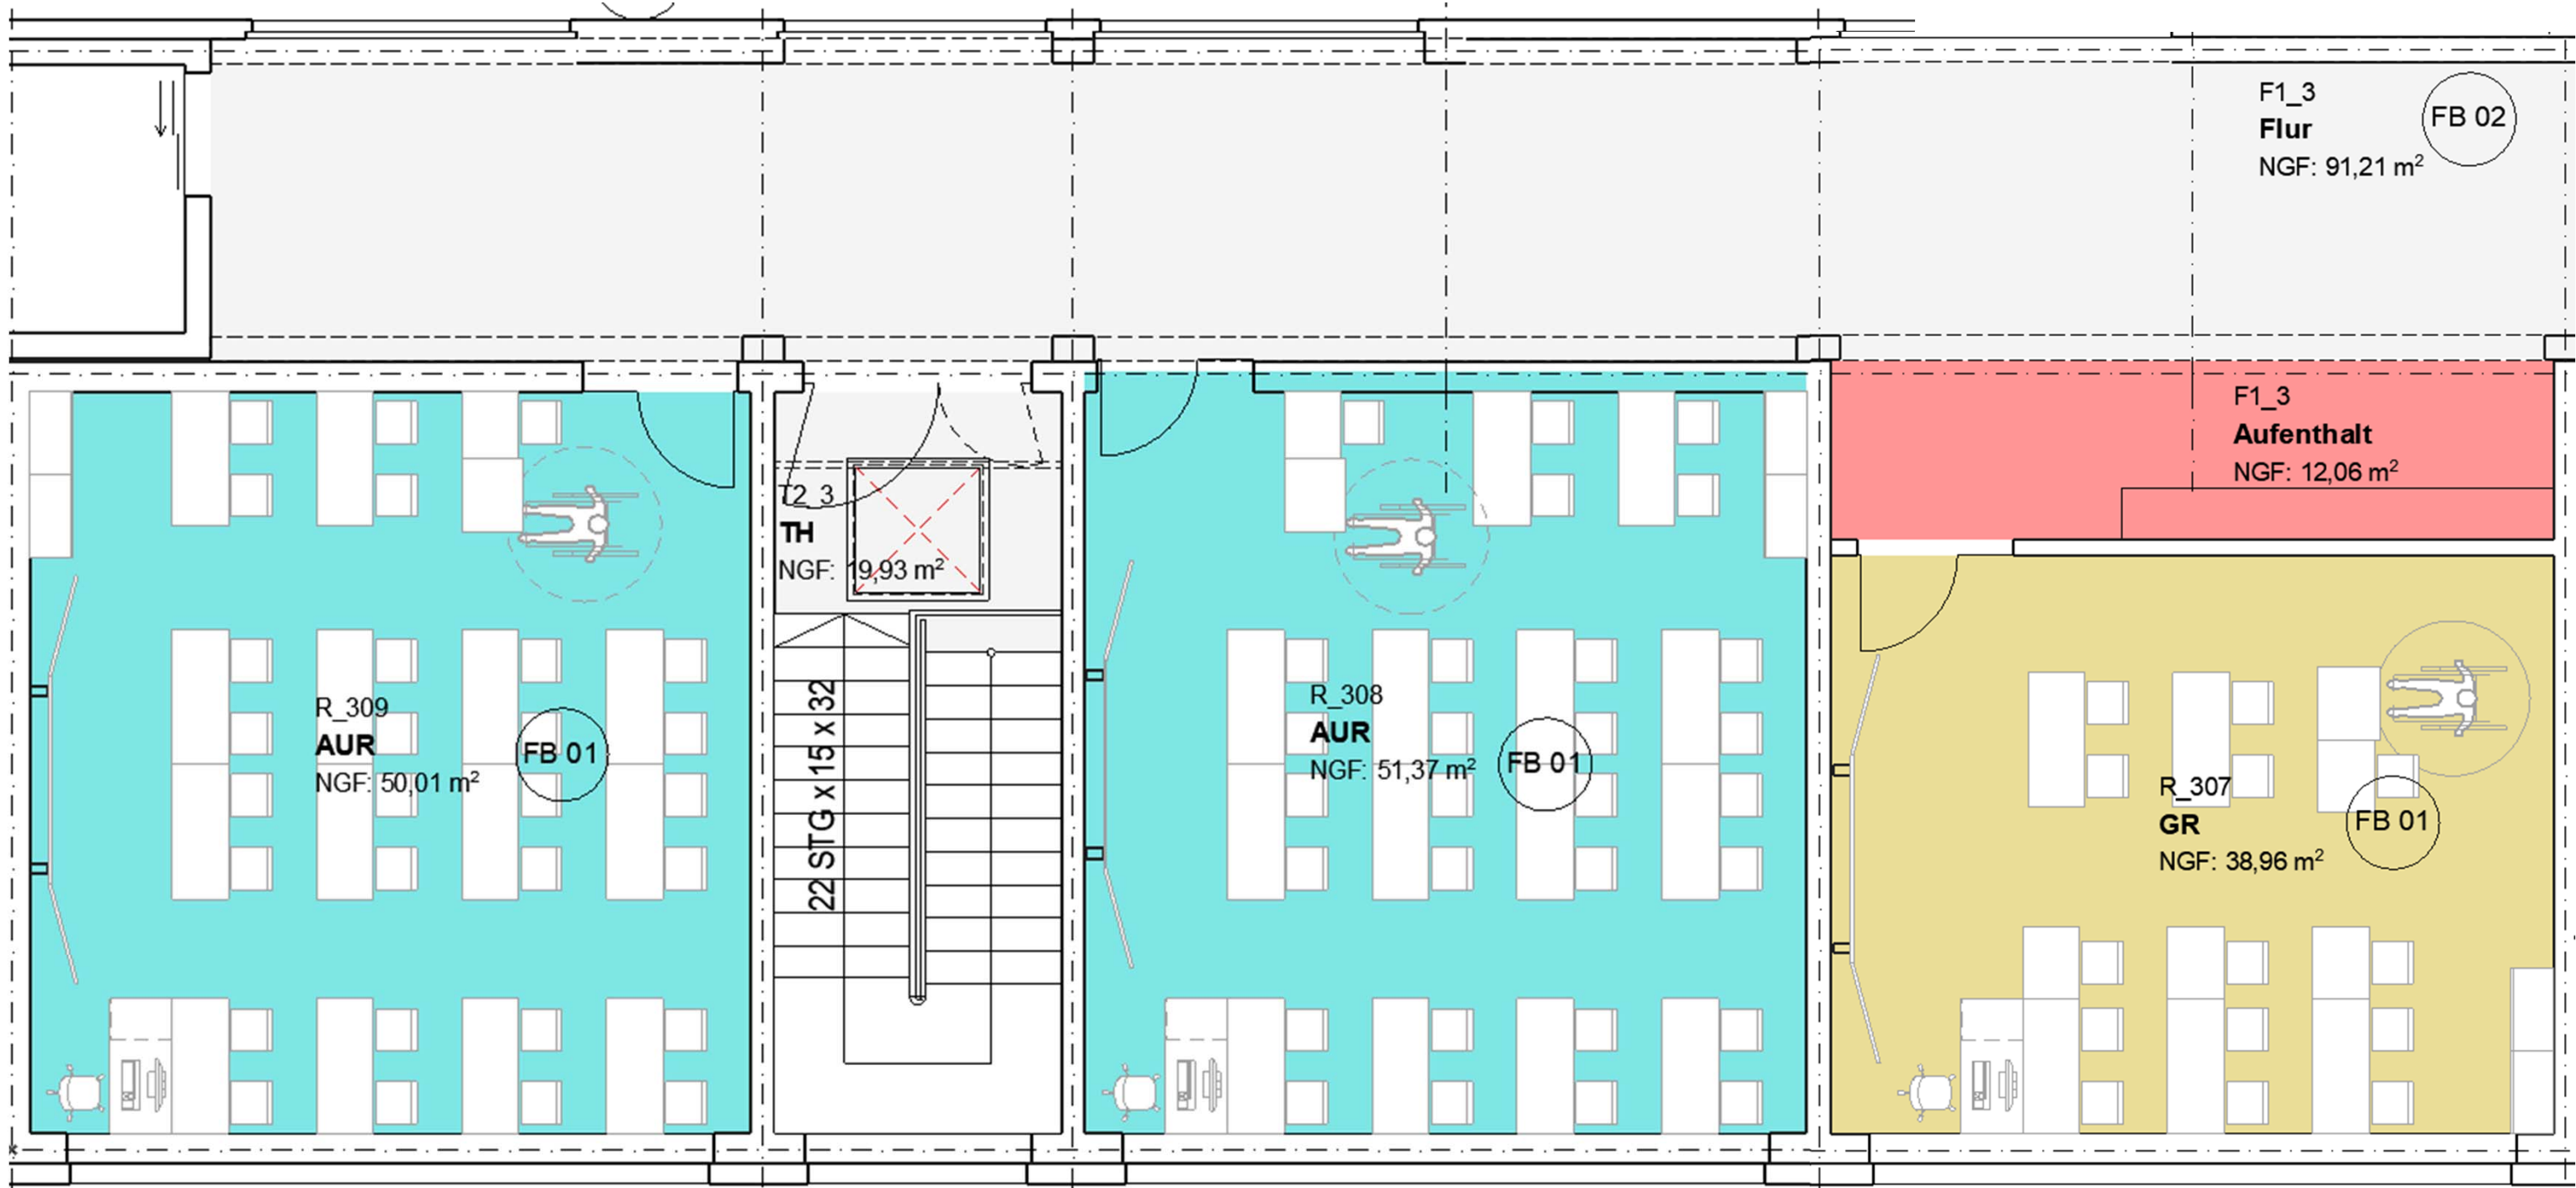 F1_3
Flur
NGF: 91,21 m²
FB 02
F1_3
Aufenthalt
NGF: 12,06 m²
T2_3
TH
NGF: 19,93 m²
22 STG x 15 x 32
R_309
AUR
NGF: 50,01 m²
FB 01
R_308
AUR
NGF: 51,37 m²
FB 01
R_307
GR
NGF: 38,96 m²
FB 01